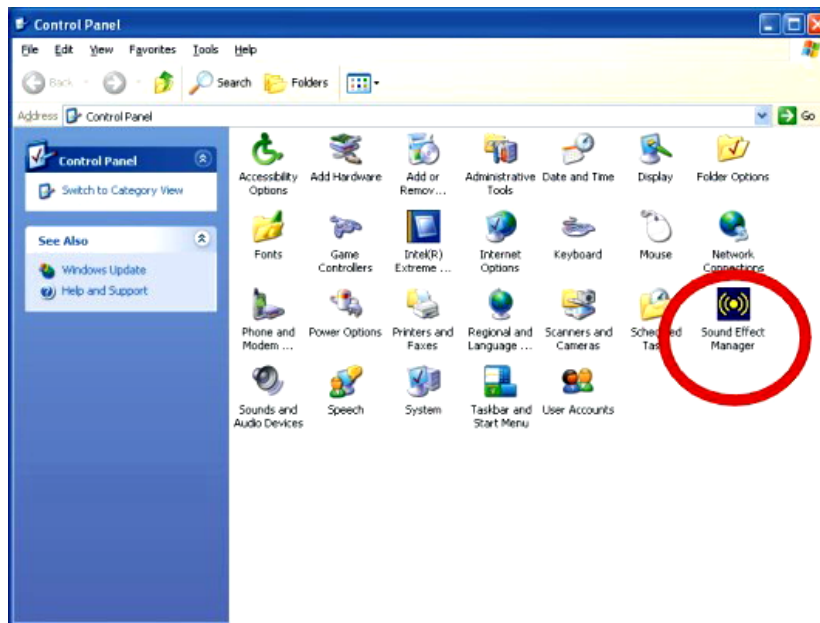 Control Panel
File Edit View Favorites Tools Help
Back Search Folders
Address Control Panel Go
Control Panel
Switch to Category View
See Also
Windows Update
Help and Support
Accessibility Options
Add Hardware
Add or Remov...
Administrative Tools
Date and Time
Display
Folder Options
Fonts
Game Controllers
Intel(R) Extreme ...
Internet Options
Keyboard
Mouse
Network Connections
Phone and Modem ...
Power Options
Printers and Faxes
Regional and Language ...
Scanners and Cameras
Scheduled Tas
Sound Effect Manager
Sounds and Audio Devices
Speech
System
Taskbar and Start Menu
User Accounts